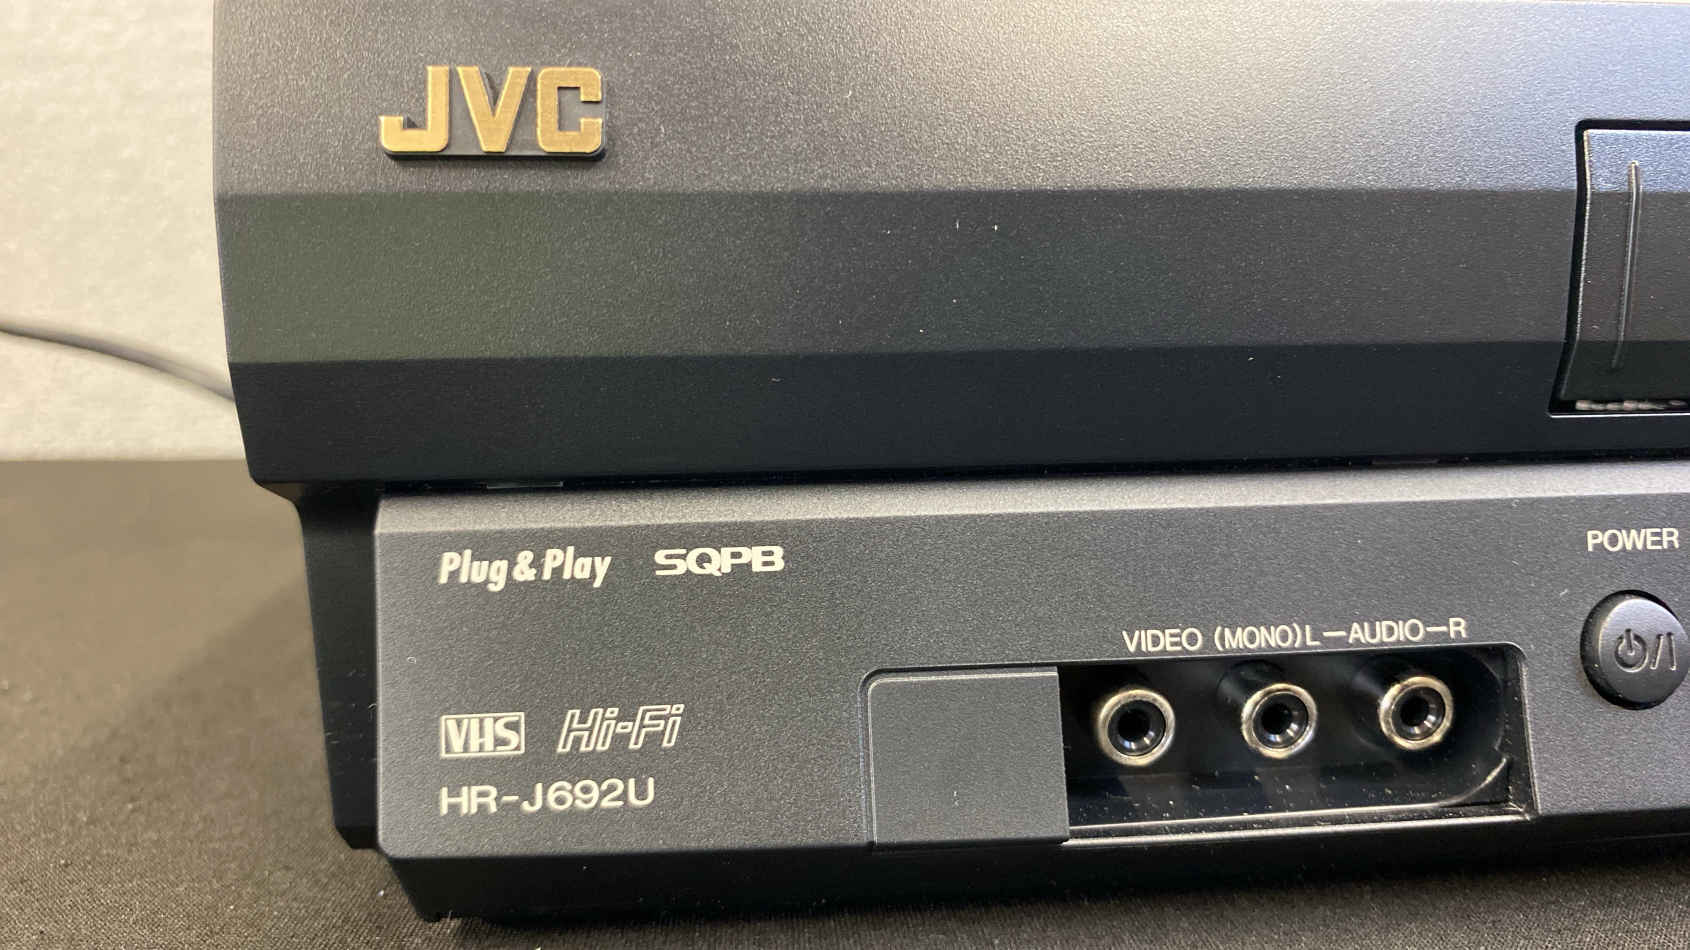 JVC
Plug & Play SQPB
POWER
VIDEO (MONO) L—AUDIO—R
VHS Hi-Fi
HR-J692U